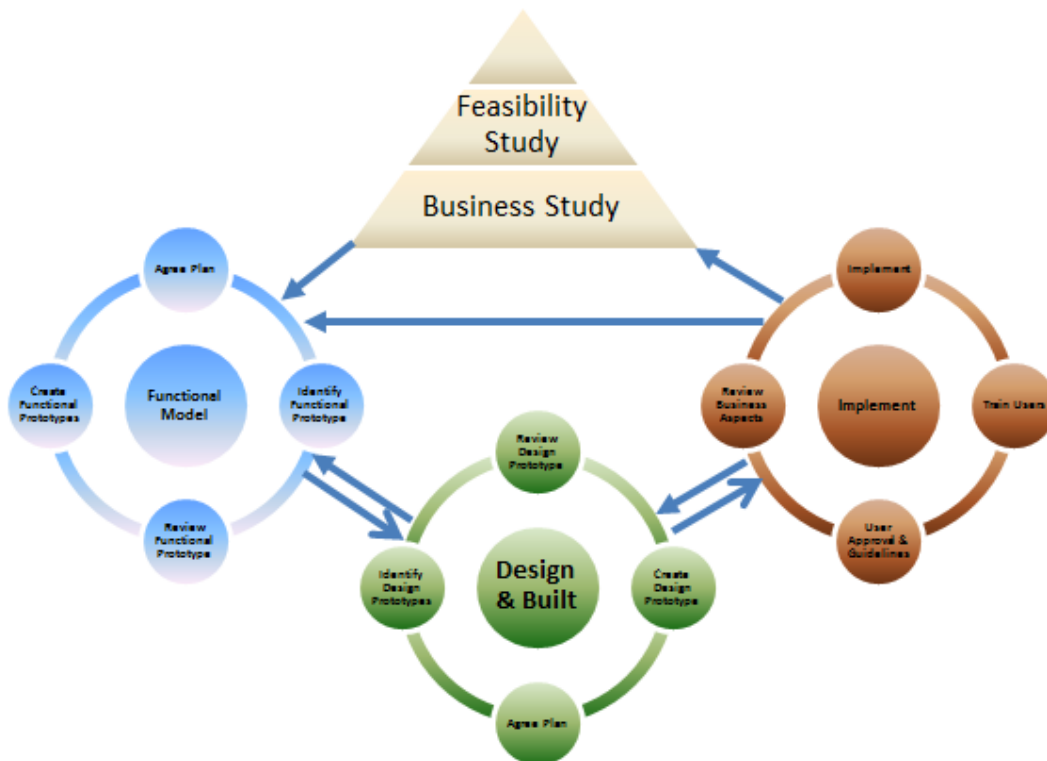 Feasibility
Study
Business Study
Agree Plan
Create
Functional
Prototypes
Functional
Model
Identify
Functional
Prototype
Review
Functional
Prototype
Review
Design
Prototype
Identify
Design
Prototypes
Design
& Built
Create
Design
Prototype
Agree Plan
Implement
Review
Business
Aspects
Implement
Train Users
User
Approval &
Guidelines